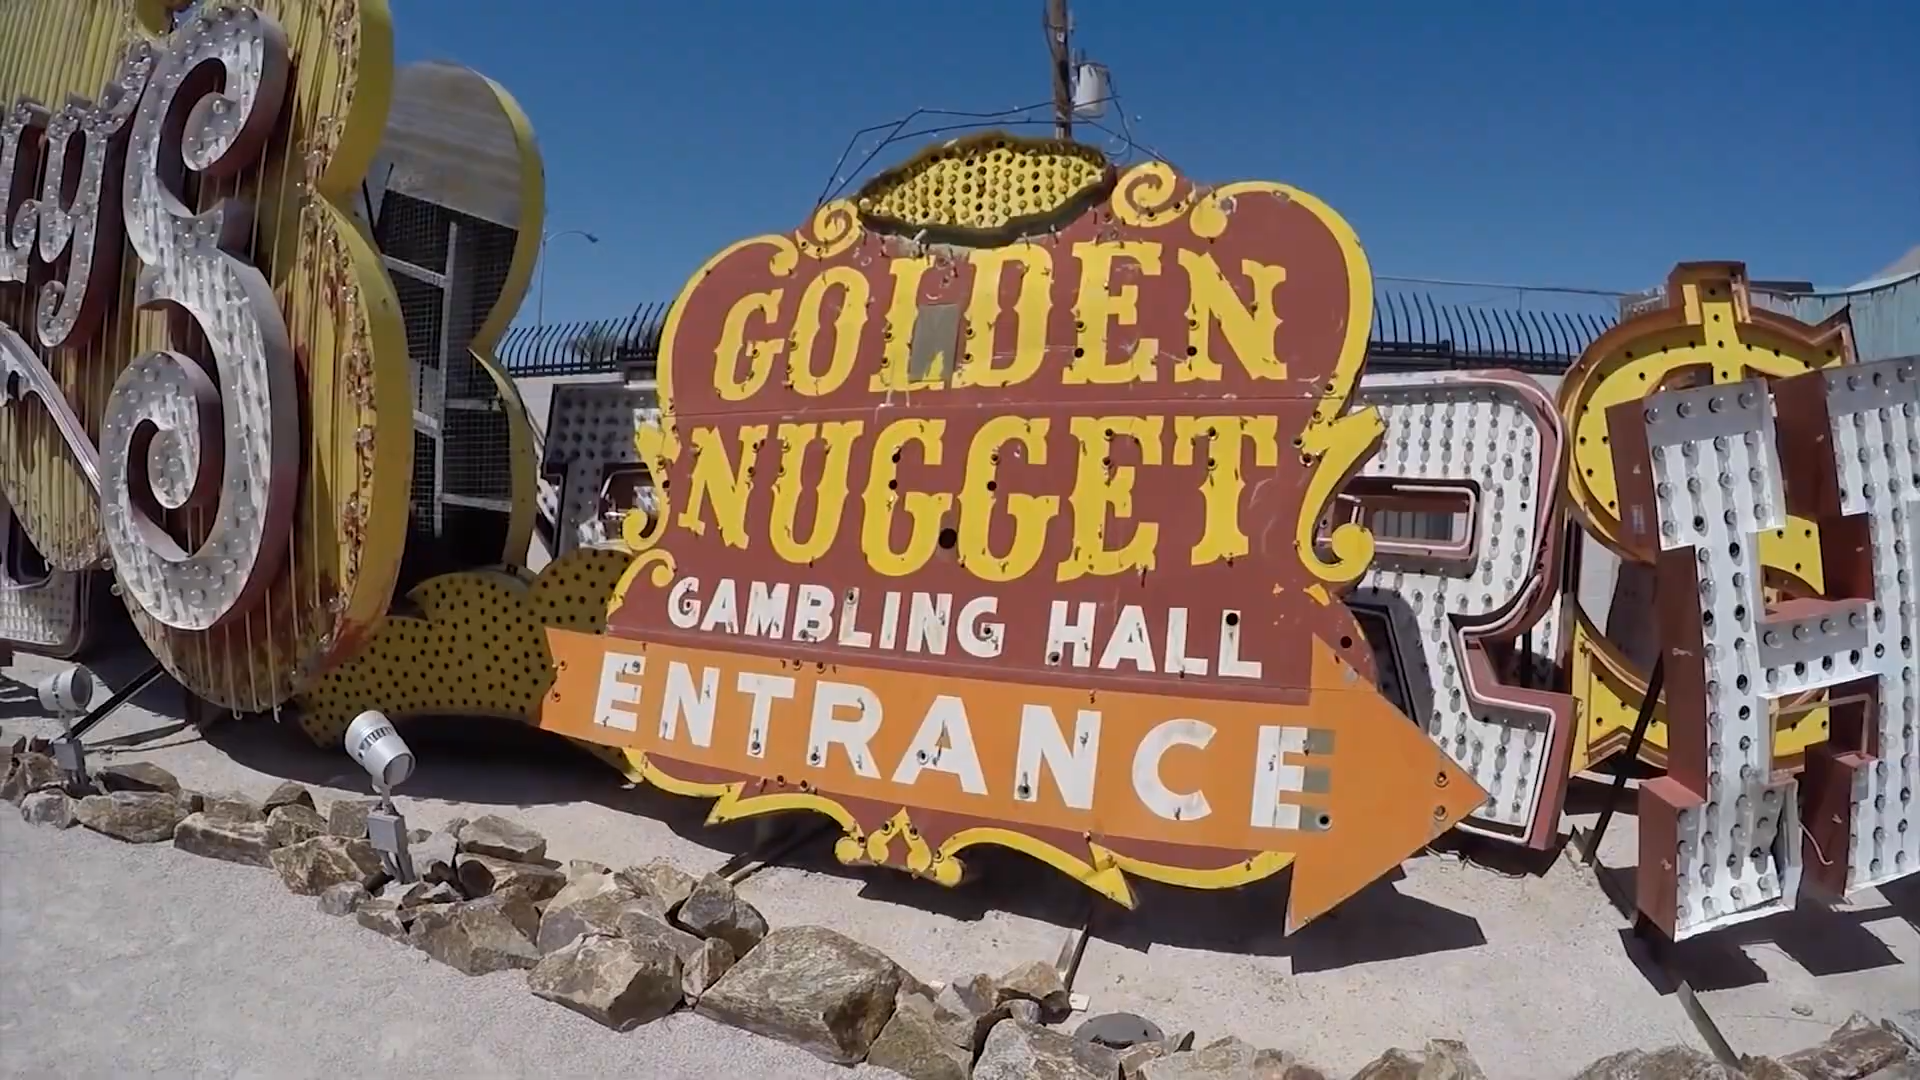 GOLDEN
NUGGET
GAMBLING HALL
ENTRANCE
R
H